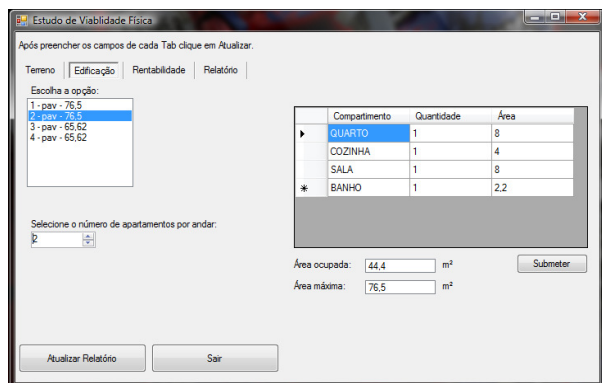 Estudo de Viablidade Física
Após preencher os campos de cada Tab clique em Atualizar.
Terreno Edificação Rentabilidade Relatório
Escolha a opção:
1 - pav - 76,5
2 - pav - 76,5
3 - pav - 65,62
4 - pav - 65,62
Compartimento Quantidade Área
QUARTO 1 8
COZINHA 1 4
SALA 1 8
BANHO 1 2,2
Selecione o número de apartamentos por andar:
2
Área ocupada: 44,4 m²
Submeter
Área máxima: 76,5 m²
Atualizar Relatório Sair